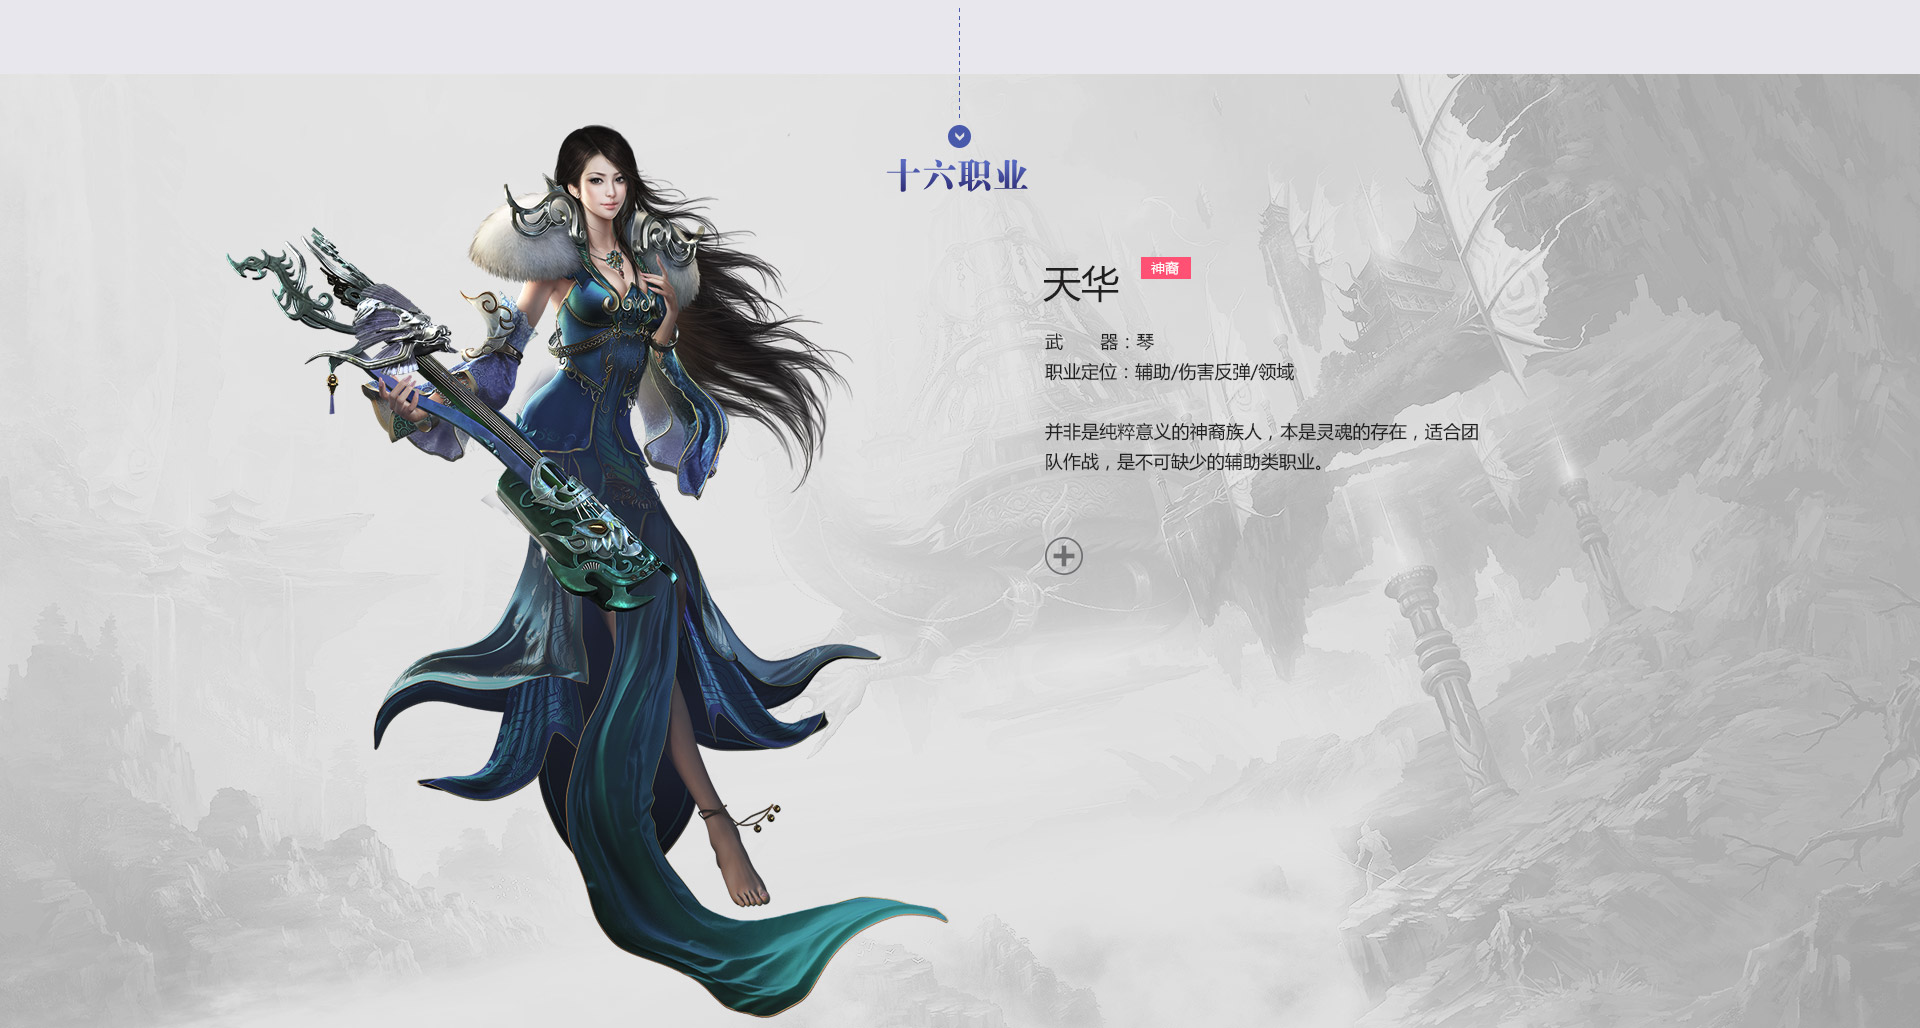 十六职业
天华 神裔
武 器：琴
职业定位：辅助/伤害反弹/领域
并非是纯粹意义的神裔族人，本是灵魂的存在，适合团
队作战，是不可缺少的辅助类职业。